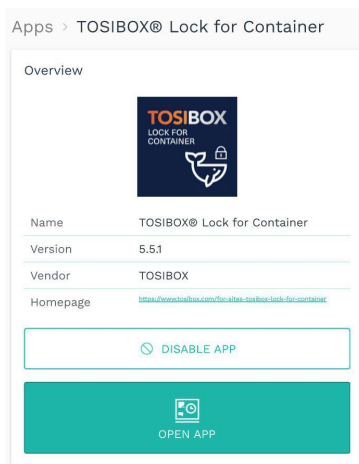 Apps > TOSIBOX® Lock for Container
Overview
TOSIBOX
LOCK FOR
CONTAINER
Name TOSIBOX® Lock for Container
Version 5.5.1
Vendor TOSIBOX
Homepage https://www.tosibox.com/for-sites-tosibox-lock-for-container
DISABLE APP
OPEN APP